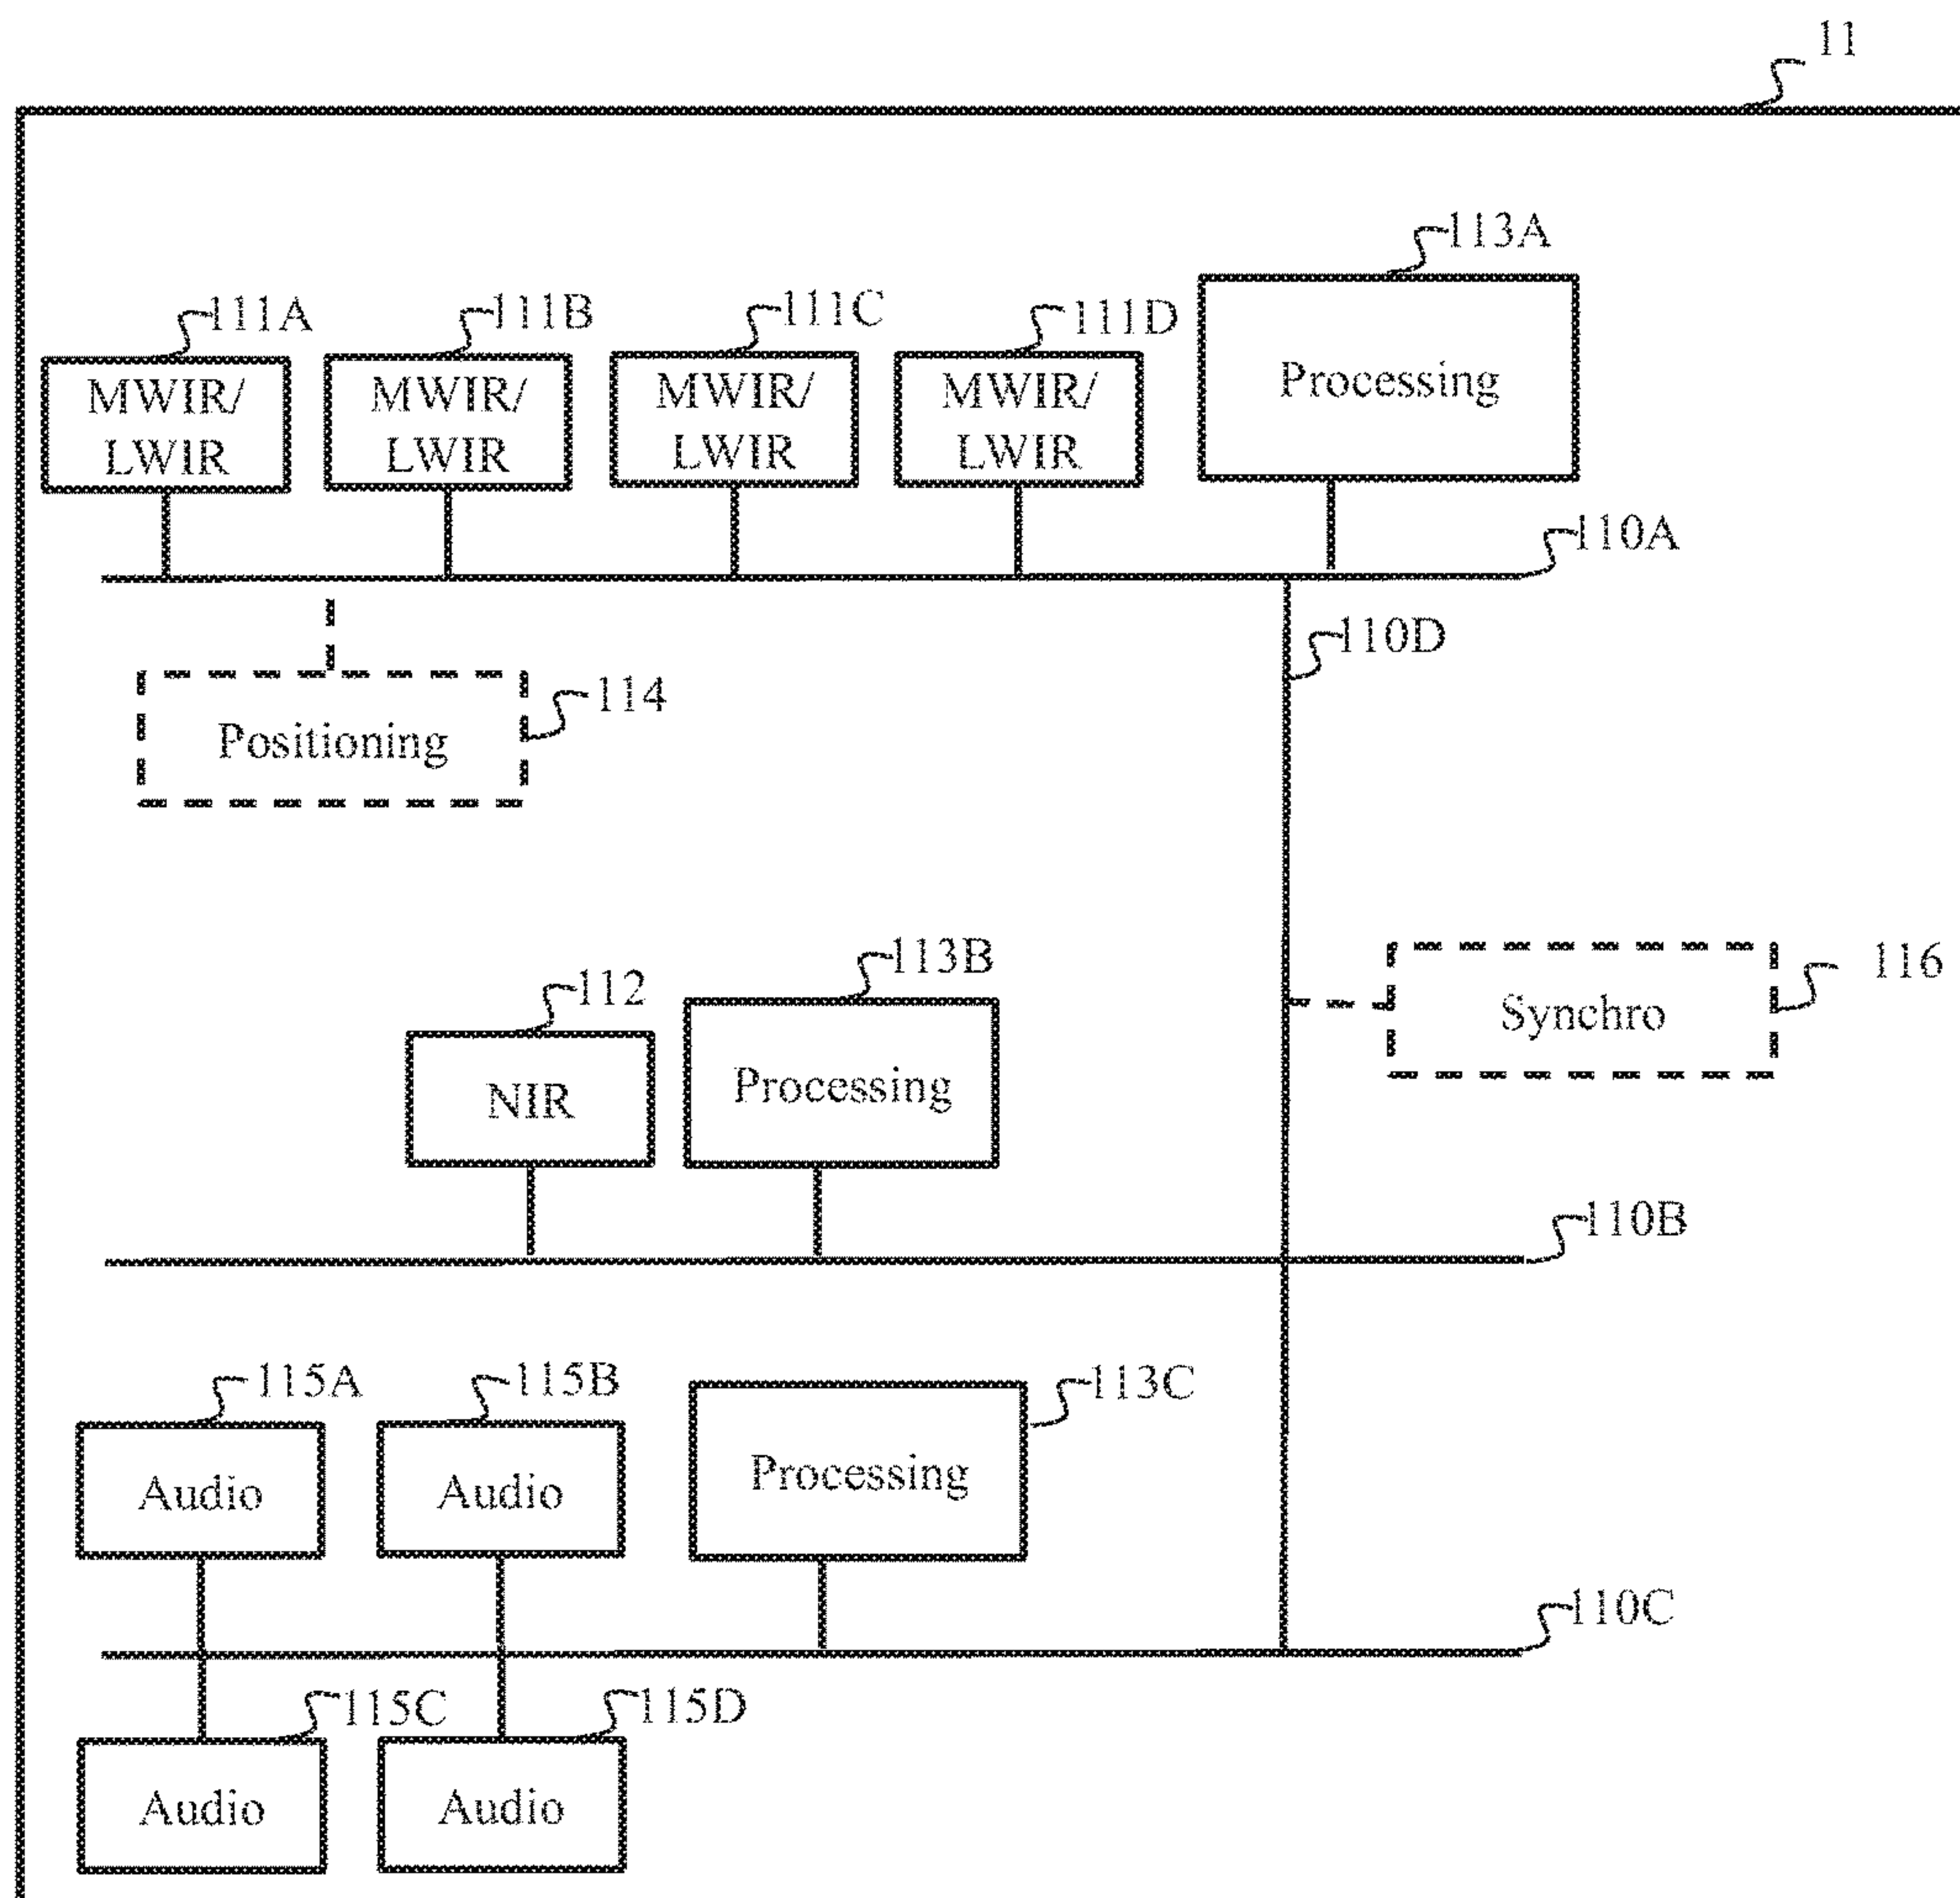 11
113A
111A
111B
111C
111D
MWIR/
LWIR
MWIR/
LWIR
MWIR/
LWIR
MWIR/
LWIR
Processing
110A
110D
114
Positioning
113B
116
112
Synchro
NIR
Processing
110B
115A
115B
113C
Audio
Audio
Processing
110C
115C
115D
Audio
Audio